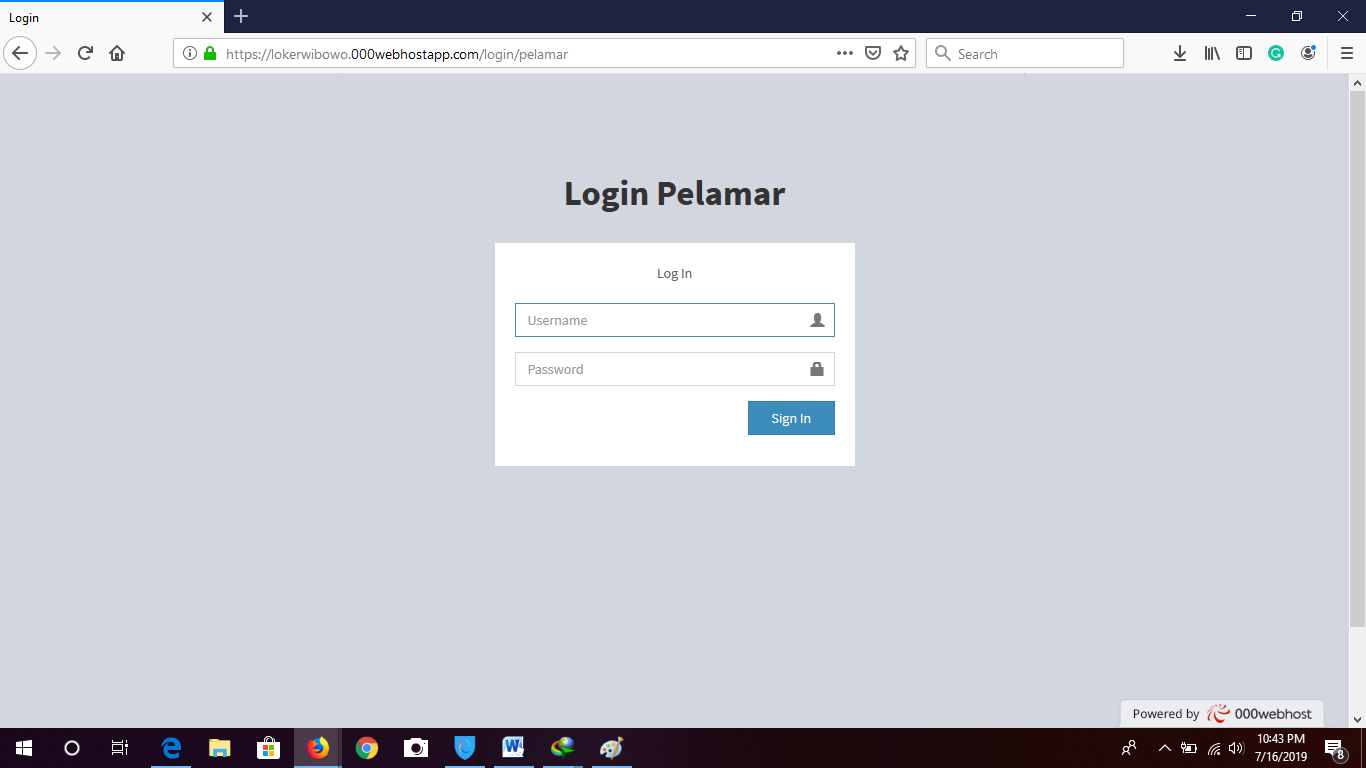 Login
https://lokerwibowo.000webhostapp.com/login/pelamar
Search
Login Pelamar
Log In
Username
Password
Sign In
Powered by 000webhost
10:43 PM
7/16/2019
8